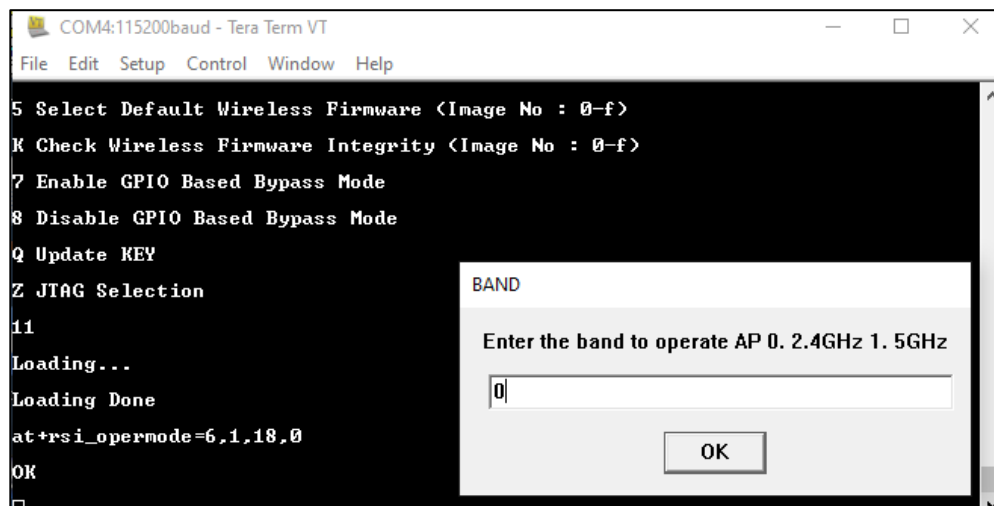 COM4:115200baud - Tera Term VT
File Edit Setup Control Window Help
5 Select Default Wireless Firmware (Image No : 0-f)
K Check Wireless Firmware Integrity (Image No : 0-f)
7 Enable GPIO Based Bypass Mode
8 Disable GPIO Based Bypass Mode
Q Update KEY
Z JTAG Selection
11
Loading...
Loading Done
at+rsi_opermode=6,1,18,0
OK
BAND
Enter the band to operate AP 0. 2.4GHz 1. 5GHz
0
OK